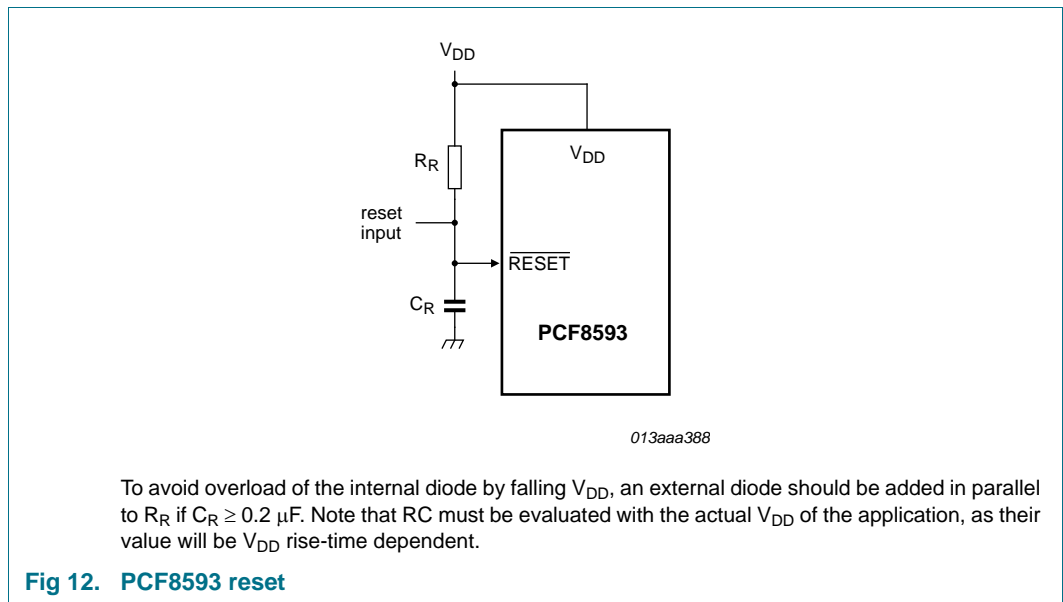 VDD
VDD
RR
reset
input
RESET
CR
PCF8593
013aaa388
To avoid overload of the internal diode by falling VDD, an external diode should be added in parallel
to RR if CR ≥ 0.2 μF. Note that RC must be evaluated with the actual VDD of the application, as their
value will be VDD rise-time dependent.
Fig 12. PCF8593 reset